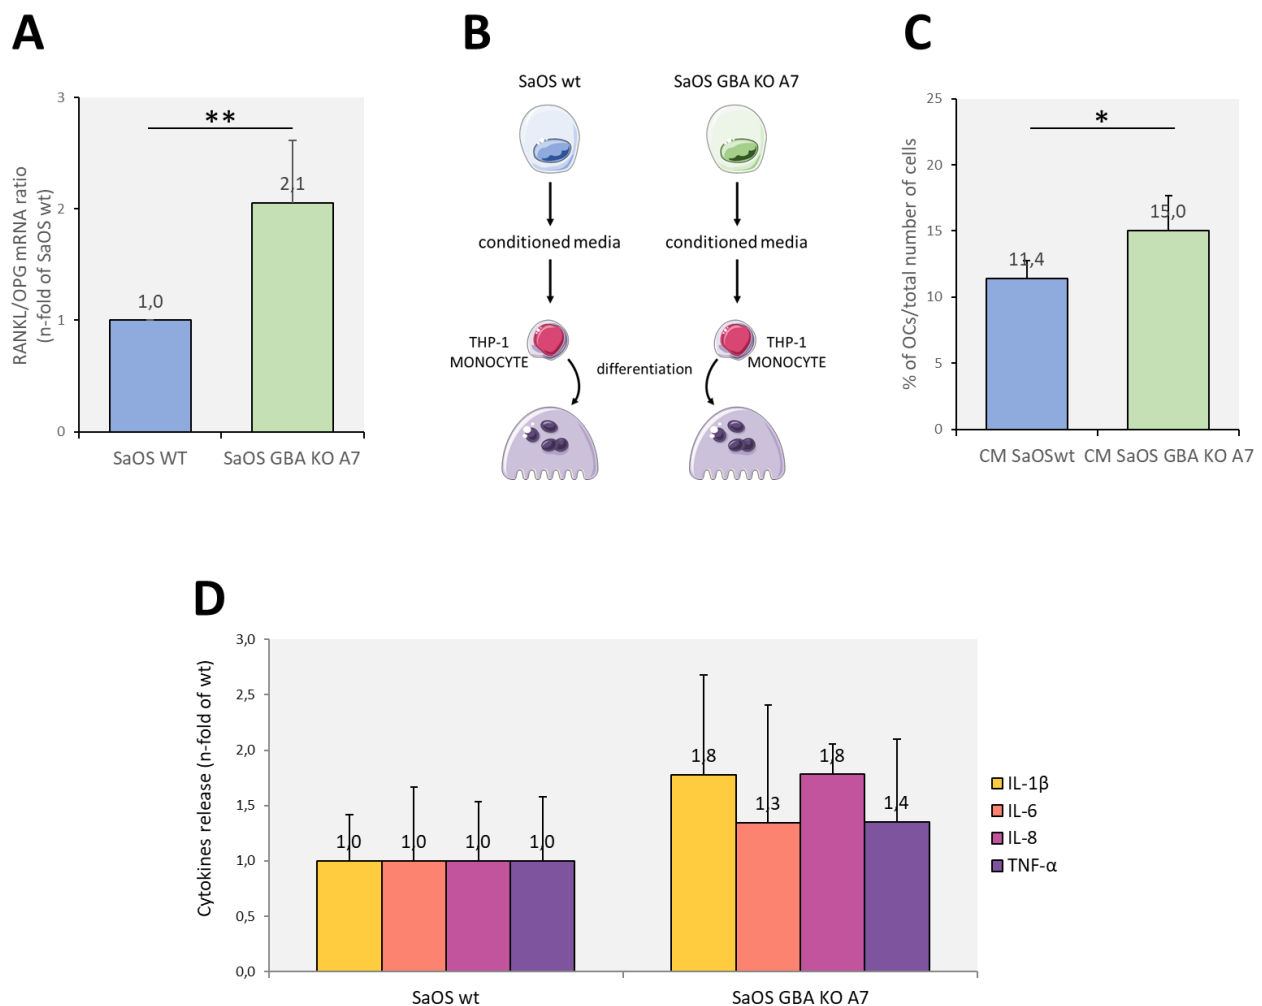 A
3
2
1
0
RANKL/OPG mRNA ratio
(n-fold of SaOS wt)
**
1,0
2,1
SaOS WT
SaOS GBA KO A7
B
SaOS wt
SaOS GBA KO A7
conditioned media
conditioned media
THP-1
MONOCYTE
differentiation
THP-1
MONOCYTE
C
25
20
15
10
5
0
% of OCs/total number of cells
*
11,4
15,0
CM SaOSwt
CM SaOS GBA KO A7
D
3,0
2,5
2,0
1,5
1,0
0,5
0,0
Cytokines release (n-fold of wt)
1,0
1,0
1,0
1,0
1,8
1,3
1,8
1,4
SaOS wt
SaOS GBA KO A7
IL-1β
IL-6
IL-8
TNF-α